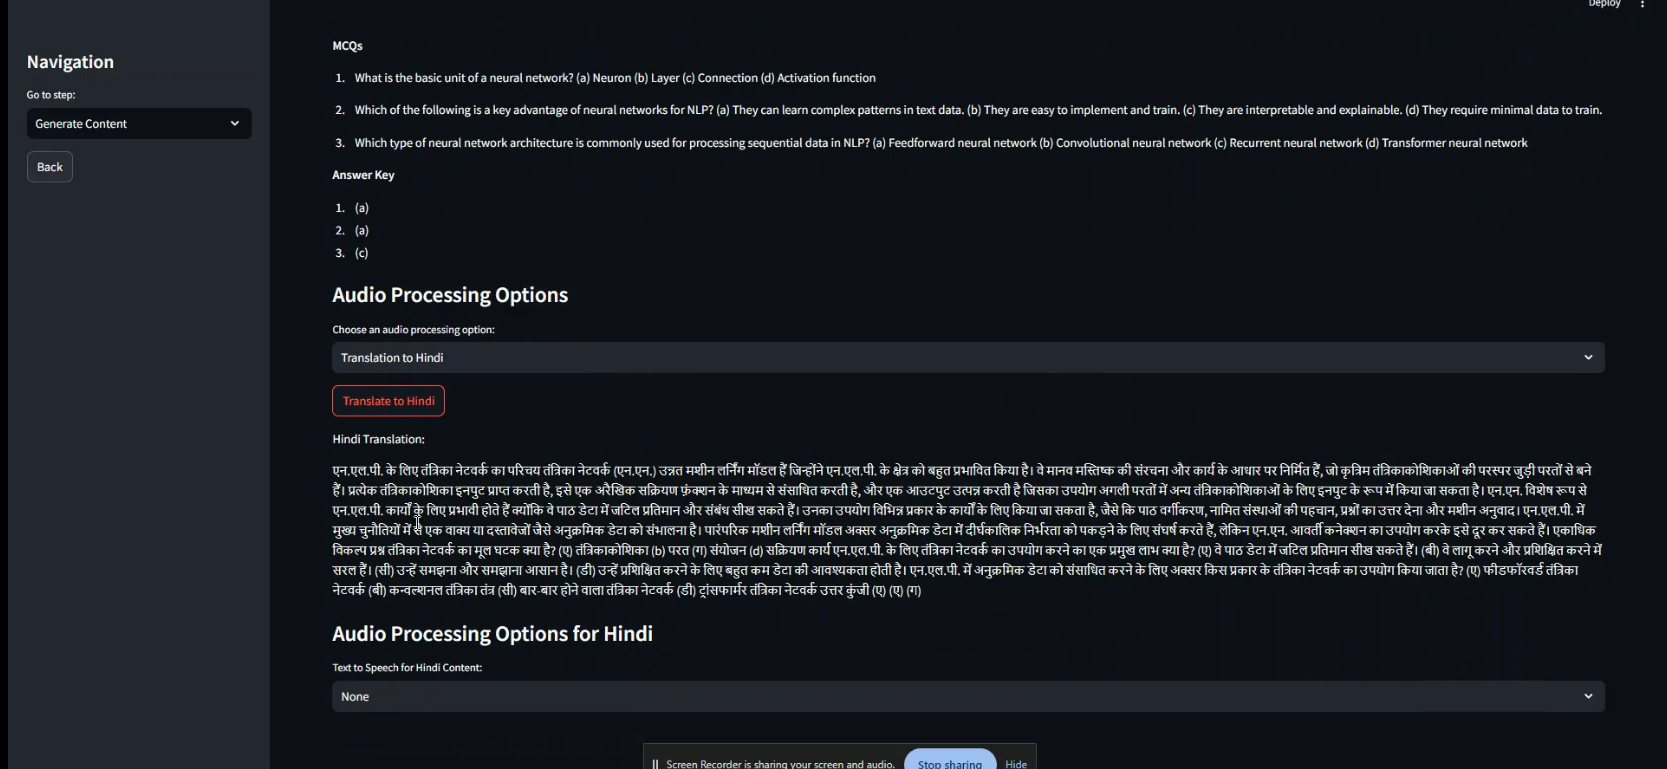 Deploy
Navigation
Go to step:
Generate Content
Back
MCQs
1. What is the basic unit of a neural network? (a) Neuron (b) Layer (c) Connection (d) Activation function
2. Which of the following is a key advantage of neural networks for NLP? (a) They can learn complex patterns in text data. (b) They are easy to implement and train. (c) They are interpretable and explainable. (d) They require minimal data to train.
3. Which type of neural network architecture is commonly used for processing sequential data in NLP? (a) Feedforward neural network (b) Convolutional neural network (c) Recurrent neural network (d) Transformer neural network
Answer Key
1. (a)
2. (a)
3. (c)
Audio Processing Options
Choose an audio processing option:
Translation to Hindi
Translate to Hindi
Hindi Translation:
एन.एल.पी. के लिए तंत्रिका नेटवर्क का परिचय तंत्रिका नेटवर्क (एन.एन.) उन्नत मशीन लर्निंग मॉडल हैं जिन्होंने एन.एल.पी. के क्षेत्र को बहुत प्रभावित किया है। वे मानव मस्तिष्क की संरचना और कार्य के आधार पर निर्मित हैं, जो कृत्रिम तंत्रिकाकोशिकाओं की परस्पर जुड़ी परतों से बने
हैं। प्रत्येक तंत्रिकाकोशिका इनपुट प्राप्त करती है, इसे एक अरैखिक सक्रियण फ़ंक्शन के माध्यम से संसाधित करती है, और एक आउटपुट उत्पन्न करती है जिसका उपयोग अगली परतों में अन्य तंत्रिकाकोशिकाओं के लिए इनपुट के रूप में किया जा सकता है। एन.एन. विशेष रूप से
एन.एल.पी. कार्यों के लिए प्रभावी होते हैं क्योंकि वे पाठ डेटा में जटिल प्रतिमान और संबंध सीख सकते हैं। उनका उपयोग विभिन्न प्रकार के कार्यों के लिए किया जा सकता है, जैसे कि पाठ वर्गीकरण, नामित संस्थाओं की पहचान, प्रश्नों का उत्तर देना और मशीन अनुवाद। एन.एल.पी. में
मुख्य चुनौतियों में से एक वाक्य या दस्तावेजों जैसे अनुक्रमिक डेटा को संभालना है। पारंपरिक मशीन लर्निंग मॉडल अक्सर अनुक्रमिक डेटा में दीर्घकालिक निर्भरता को पकड़ने के लिए संघर्ष करते हैं, लेकिन एन.एन. आवर्ती कनेक्शन का उपयोग करके इसे दूर कर सकते हैं। एकाधिक
विकल्प प्रश्न तंत्रिका नेटवर्क का मूल घटक क्या है? (ए) तंत्रिकाकोशिका (b) परत (ग) संयोजन (d) सक्रियण कार्य एन.एल.पी. के लिए तंत्रिका नेटवर्क का उपयोग करने का एक प्रमुख लाभ क्या है? (ए) वे पाठ डेटा में जटिल प्रतिमान सीख सकते हैं। (बी) वे लागू करने और प्रशिक्षित करने में
सरल हैं। (सी) उन्हें समझना और समझाना आसान है। (डी) उन्हें प्रशिक्षित करने के लिए बहुत कम डेटा की आवश्यकता होती है। एन.एल.पी. में अनुक्रमिक डेटा को संसाधित करने के लिए अक्सर किस प्रकार के तंत्रिका नेटवर्क का उपयोग किया जाता है? (ए) फीडफॉरवर्ड तंत्रिका
नेटवर्क (बी) कन्वल्शनल तंत्रिका तंत्र (सी) बार-बार होने वाला तंत्रिका नेटवर्क (डी) ट्रांसफार्मर तंत्रिका नेटवर्क उत्तर कुंजी (ए) (ए) (ग)
Audio Processing Options for Hindi
Text to Speech for Hindi Content:
None
Screen Recorder is sharing your screen and audio.
Stop sharing
Hide